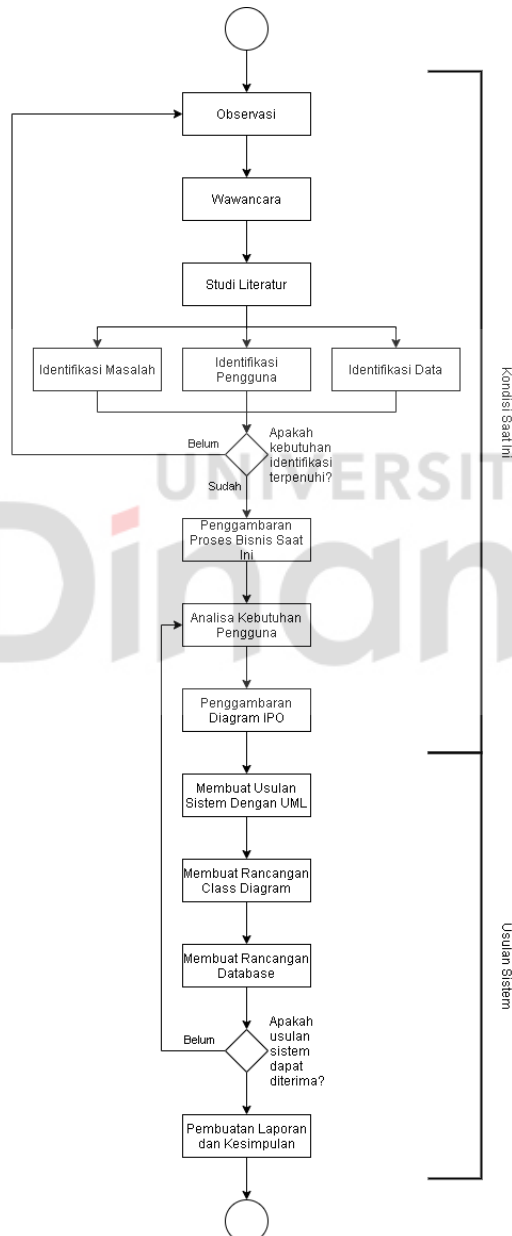 Observasi
Wawancara
Studi Literatur
Identifikasi Masalah
Identifikasi
Pengguna
Identifikasi Data
Belum
Apakah
kebutuhan
identifikasi
terpenuhi?
Sudah
UNIVERSIT
Dinam
Penggambaran
Proses Bisnis Saat
Ini
Analisa Kebutuhan
Pengguna
Penggambaran
Diagram IPO
Kondisi Saat Ini
Membuat Usulan
Sistem Dengan UML
Membuat Rancangan
Class Diagram
Membuat Rancangan
Database
Belum
Apakah
usulan
sistem
dapat
diterima?
Pembuatan Laporan
dan Kesimpulan
Usulan Sistem